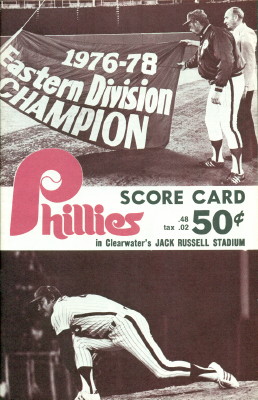 1976-78
Eastern Division
CHAMPION
Phillies
SCORE CARD
.48
tax .02
50¢
in Clearwater's JACK RUSSELL STADIUM